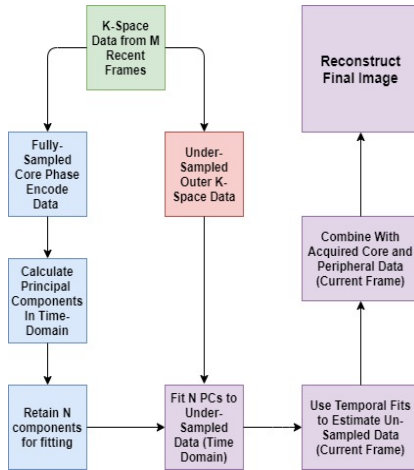 K-Space
Data from M
Recent
Frames
Reconstruct
Final Image
Fully-
Sampled
Core Phase
Encode
Data
Under-
Sampled
Outer K-
Space Data
Combine With
Acquired Core and
Peripheral Data
(Current Frame)
Calculate
Principal
Components
In Time-
Domain
Retain N
components
for fitting
Fit N PCs to
Under-
Sampled
Data (Time
Domain)
Use Temporal Fits
to Estimate Un-
Sampled Data
(Current Frame)